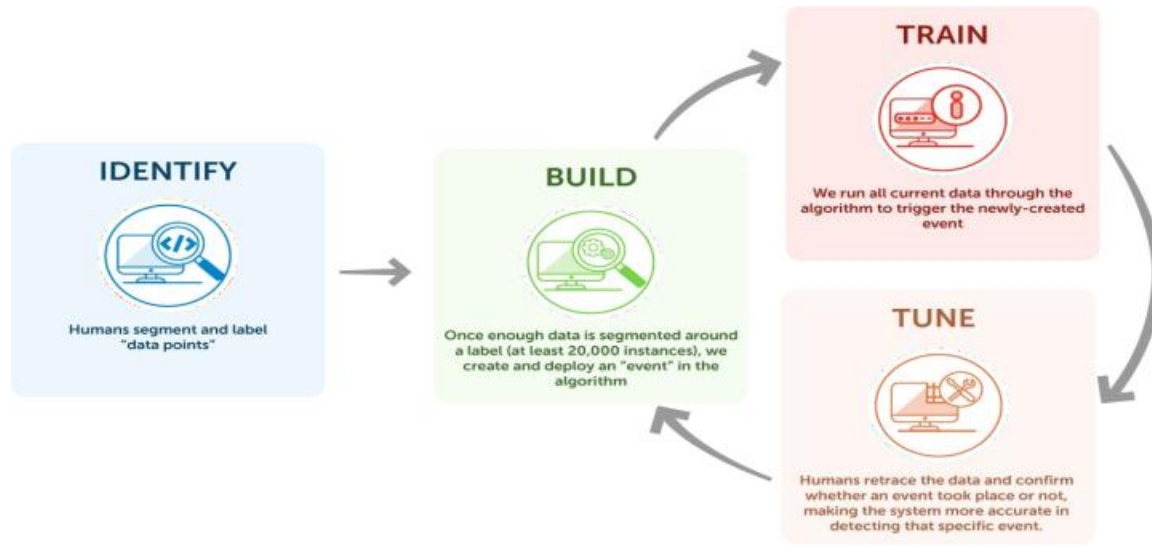 IDENTIFY
Humans segment and label
"data points"
BUILD
Once enough data is segmented around
a label (at least 20,000 instances), we
create and deploy an "event" in the
algorithm
TRAIN
We run all current data through the
algorithm to trigger the newly-created
event
TUNE
Humans retrace the data and confirm
whether an event took place or not,
making the system more accurate in
detecting that specific event.